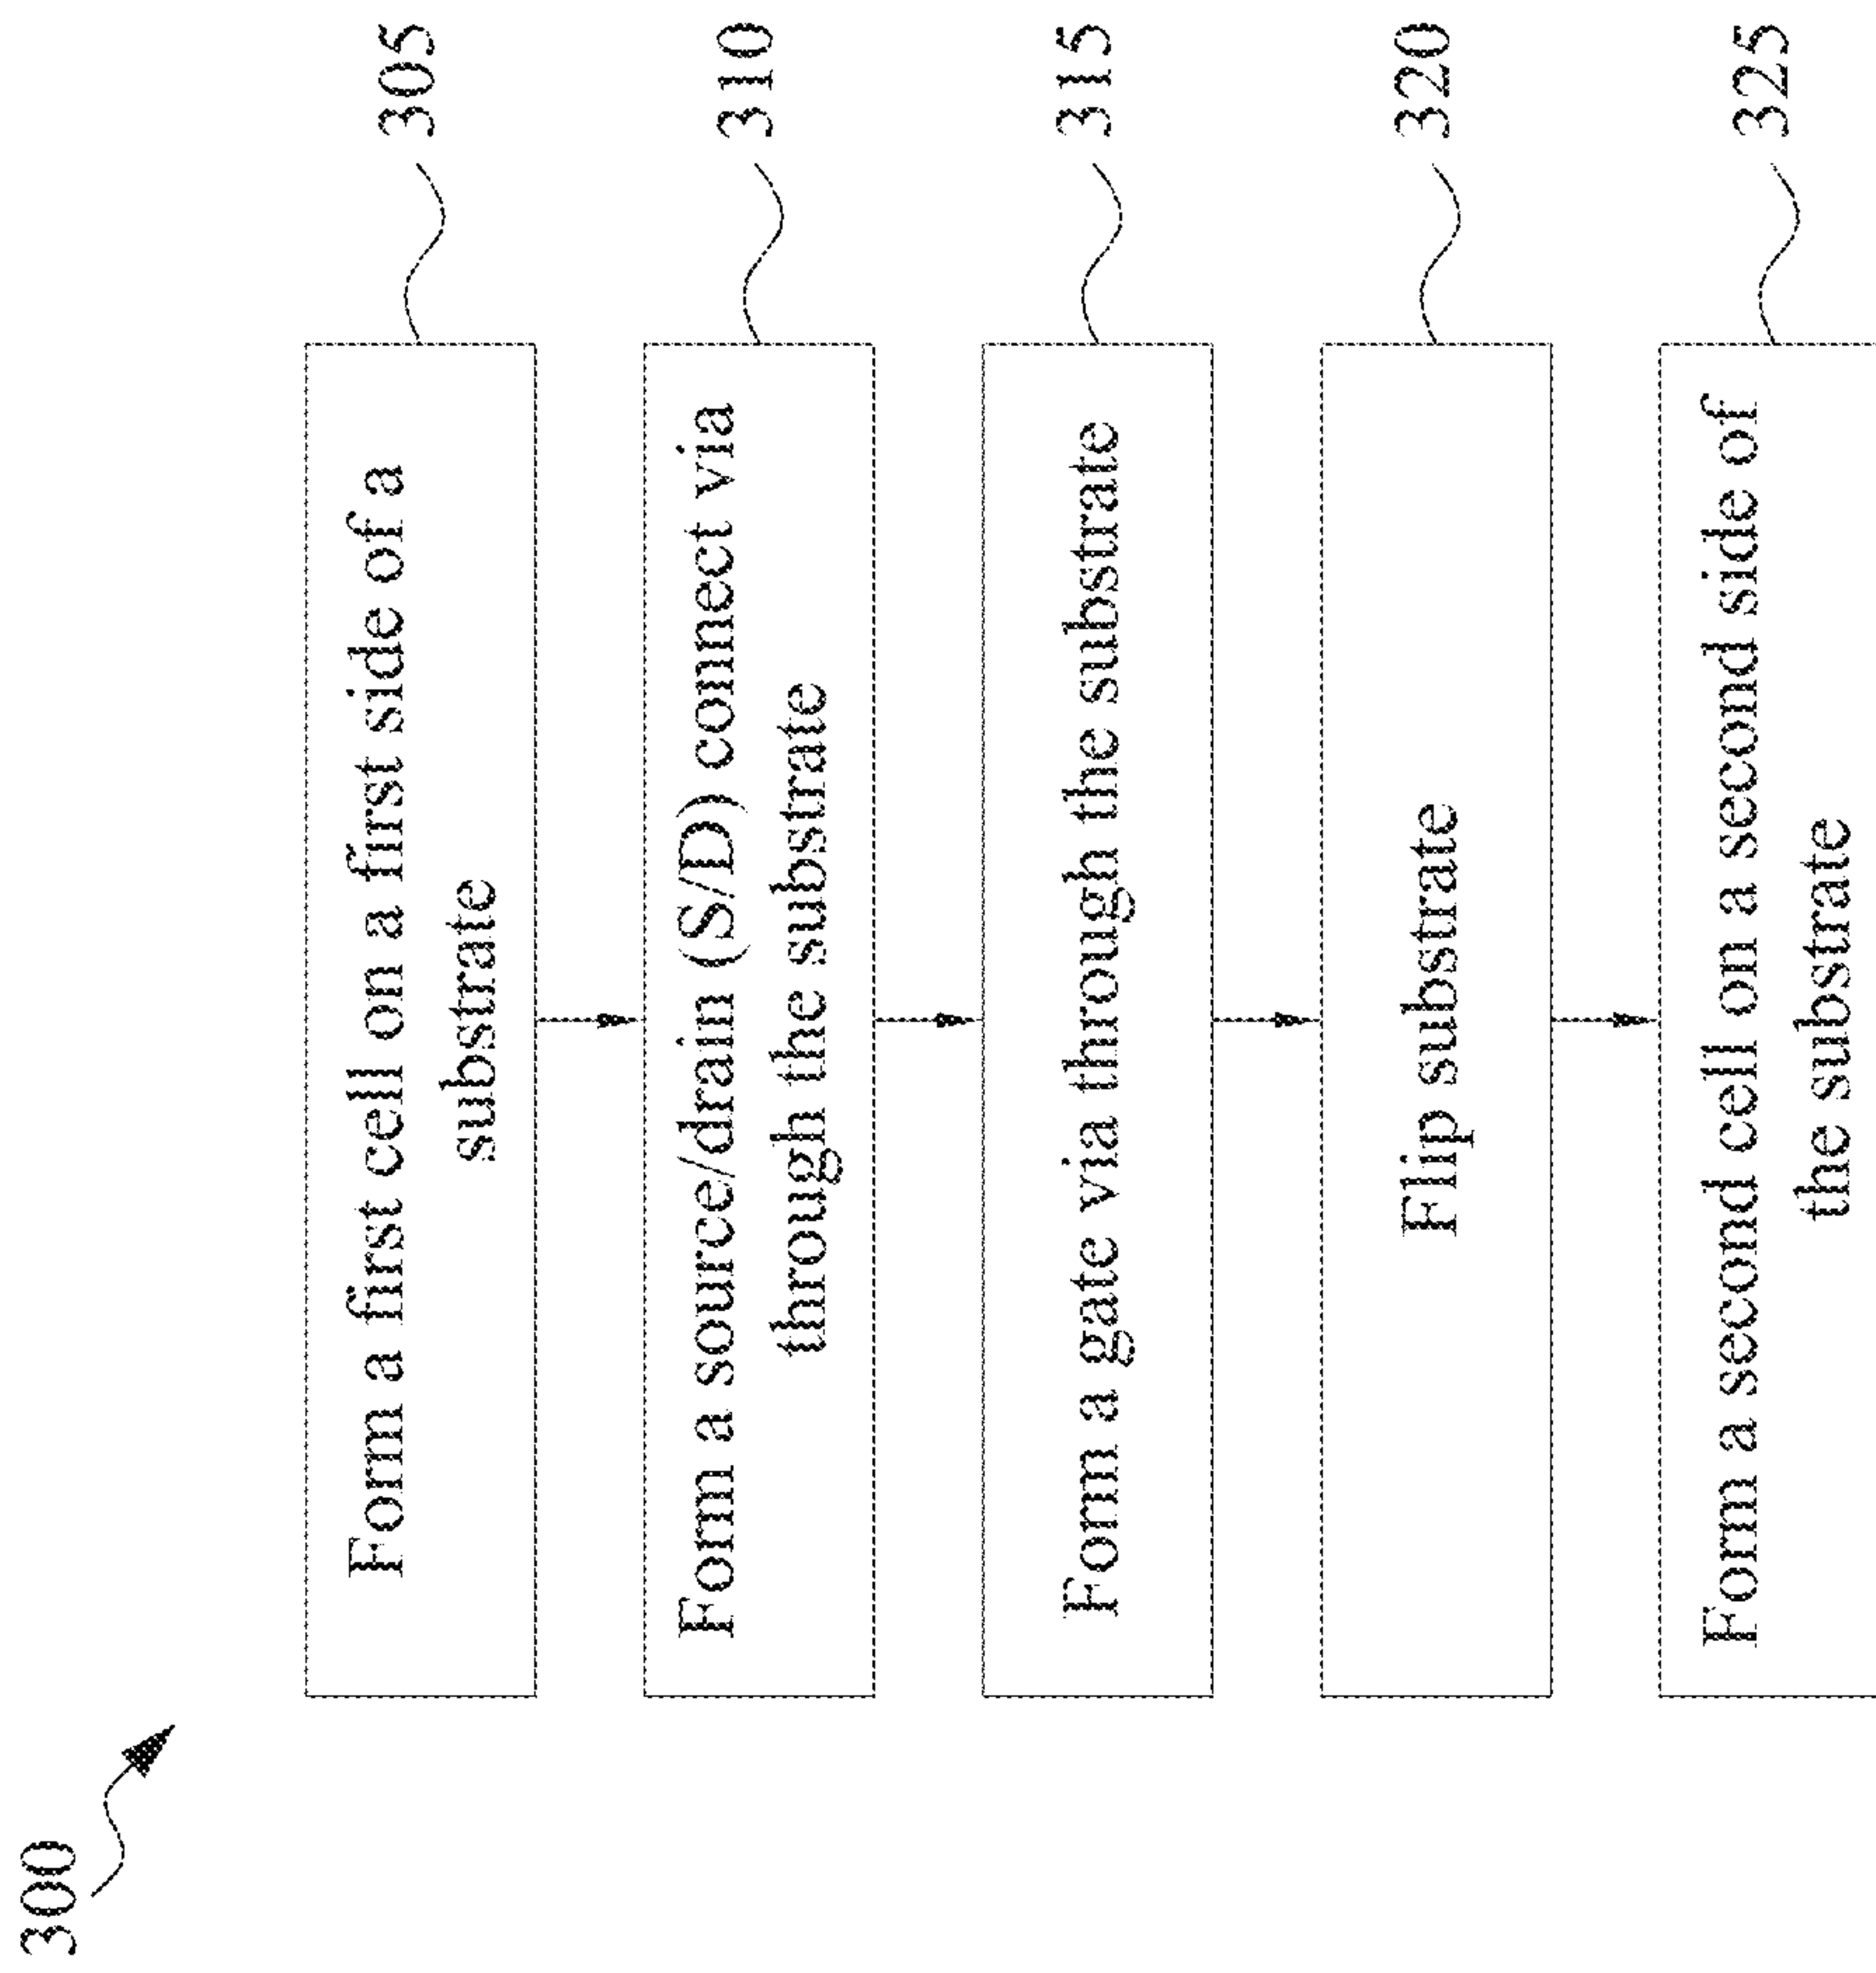 300
Form a first cell on a first side of a
substrate
305
Form a source/drain (S/D) connect via
through the substrate
310
Form a gate via through the substrate
315
Flip substrate
320
Form a second cell on a second side of
the substrate
325